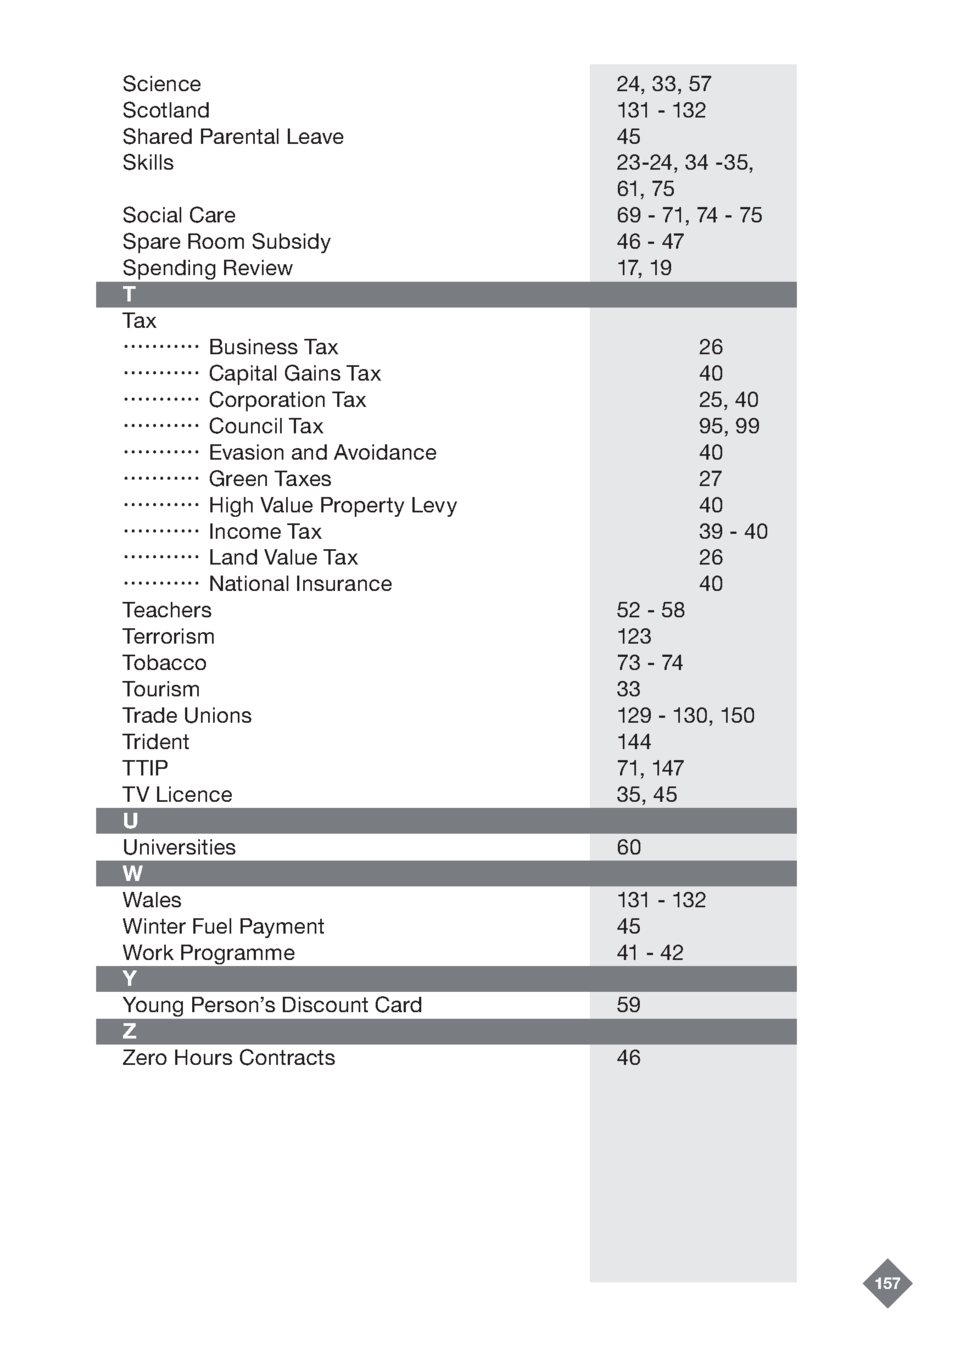 Science 24, 33, 57
Scotland 131 - 132
Shared Parental Leave 45
Skills 23-24, 34 -35,
61, 75
Social Care 69 - 71, 74 - 75
Spare Room Subsidy 46 - 47
Spending Review 17, 19
T
Tax
··········· Business Tax 26
··········· Capital Gains Tax 40
··········· Corporation Tax 25, 40
··········· Council Tax 95, 99
··········· Evasion and Avoidance 40
··········· Green Taxes 27
··········· High Value Property Levy 40
··········· Income Tax 39 - 40
··········· Land Value Tax 26
··········· National Insurance 40
Teachers 52 - 58
Terrorism 123
Tobacco 73 - 74
Tourism 33
Trade Unions 129 - 130, 150
Trident 144
TTIP 71, 147
TV Licence 35, 45
U
Universities 60
W
Wales 131 - 132
Winter Fuel Payment 45
Work Programme 41 - 42
Y
Young Person’s Discount Card 59
Z
Zero Hours Contracts 46
157